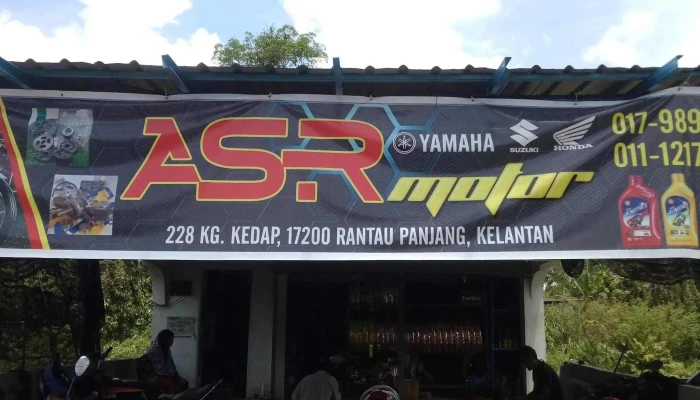 ASR motor
YAMAHA
SUZUKI
HONDA
017-989
011-1217
228 KG. KEDAP, 17200 RANTAU PANJANG, KELANTAN